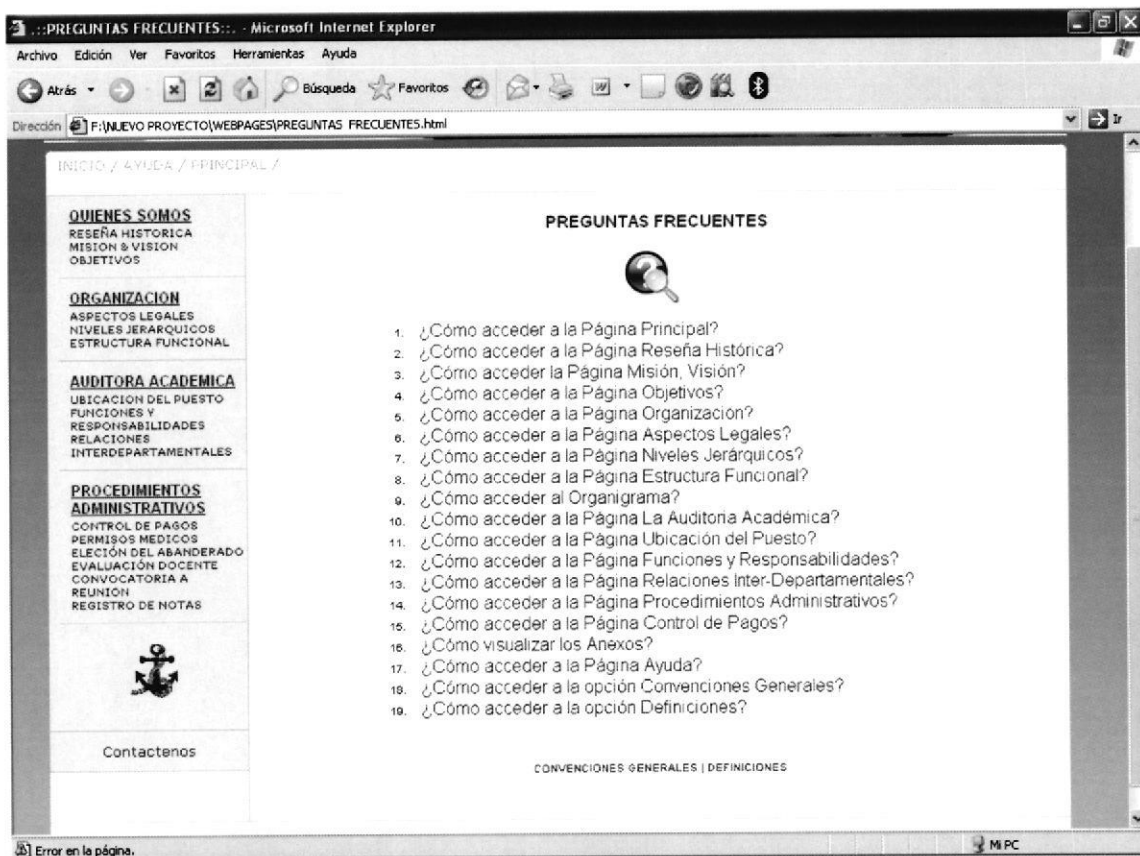 .::PREGUNTAS FRECUENTES::. - Microsoft Internet Explorer
Archivo Edición Ver Favoritos Herramientas Ayuda
Atrás Búsqueda Favoritos
Dirección F:\NUEVO PROYECTO\WEBPAGES\PREGUNTAS FRECUENTES.html Ir
INICIO / AYUDA / PRINCIPAL /
QUIENES SOMOS
RESEÑA HISTORICA
MISION & VISION
OBJETIVOS
ORGANIZACION
ASPECTOS LEGALES
NIVELES JERARQUICOS
ESTRUCTURA FUNCIONAL
AUDITORA ACADEMICA
UBICACION DEL PUESTO
FUNCIONES Y
RESPONSABILIDADES
RELACIONES
INTERDEPARTAMENTALES
PROCEDIMIENTOS
ADMINISTRATIVOS
CONTROL DE PAGOS
PERMISOS MEDICOS
ELECIÓN DEL ABANDERADO
EVALUACIÓN DOCENTE
CONVOCATORIA A
REUNIÓN
REGISTRO DE NOTAS
Contactenos
PREGUNTAS FRECUENTES
1. ¿Cómo acceder a la Página Principal?
2. ¿Cómo acceder a la Página Reseña Histórica?
3. ¿Cómo acceder la Página Misión, Visión?
4. ¿Cómo acceder a la Página Objetivos?
5. ¿Cómo acceder a la Página Organización?
6. ¿Cómo acceder a la Página Aspectos Legales?
7. ¿Cómo acceder a la Página Niveles Jerárquicos?
8. ¿Cómo acceder a la Página Estructura Funcional?
9. ¿Cómo acceder al Organigrama?
10. ¿Cómo acceder a la Página La Auditoria Académica?
11. ¿Cómo acceder a la Página Ubicación del Puesto?
12. ¿Cómo acceder a la Página Funciones y Responsabilidades?
13. ¿Cómo acceder a la Página Relaciones Inter-Departamentales?
14. ¿Cómo acceder a la Página Procedimientos Administrativos?
15. ¿Cómo acceder a la Página Control de Pagos?
16. ¿Cómo visualizar los Anexos?
17. ¿Cómo acceder a la Página Ayuda?
18. ¿Cómo acceder a la opción Convenciones Generales?
19. ¿Cómo acceder a la opción Definiciones?
CONVENCIONES GENERALES | DEFINICIONES
Error en la página. Mi PC